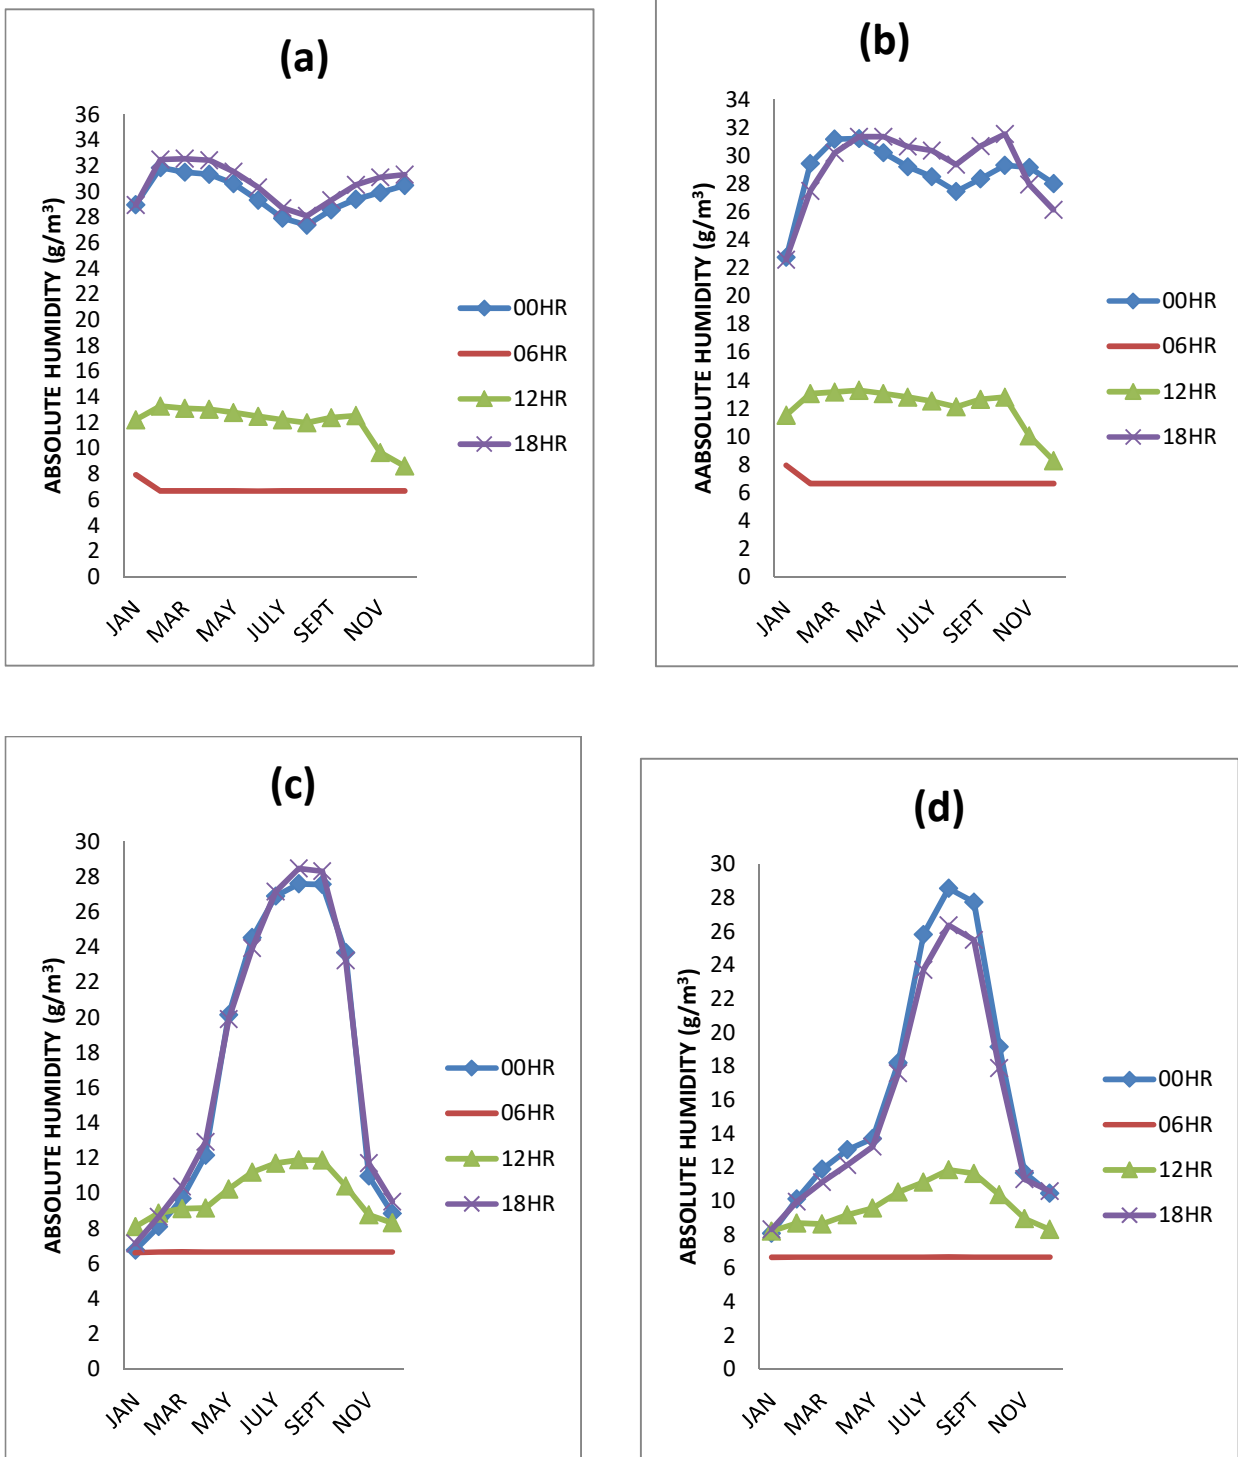 (a)
ABSOLUTE HUMIDITY (g/m³)
36
34
32
30
28
26
24
22
20
18
16
14
12
10
8
6
4
2
0
JAN
MAR
MAY
JULY
SEPT
NOV
00HR
06HR
12HR
18HR
(b)
AABSOLUTE HUMIDITY (g/m³)
34
32
30
28
26
24
22
20
18
16
14
12
10
8
6
4
2
0
JAN
MAR
MAY
JULY
SEPT
NOV
00HR
06HR
12HR
18HR
(c)
ABSOLUTE HUMIDITY (g/m³)
30
28
26
24
22
20
18
16
14
12
10
8
6
4
2
0
JAN
MAR
MAY
JULY
SEPT
NOV
00HR
06HR
12HR
18HR
(d)
ABSOLUTE HUMIDITY (g/m³)
30
28
26
24
22
20
18
16
14
12
10
8
6
4
2
0
JAN
MAR
MAY
JULY
SEPT
NOV
00HR
06HR
12HR
18HR